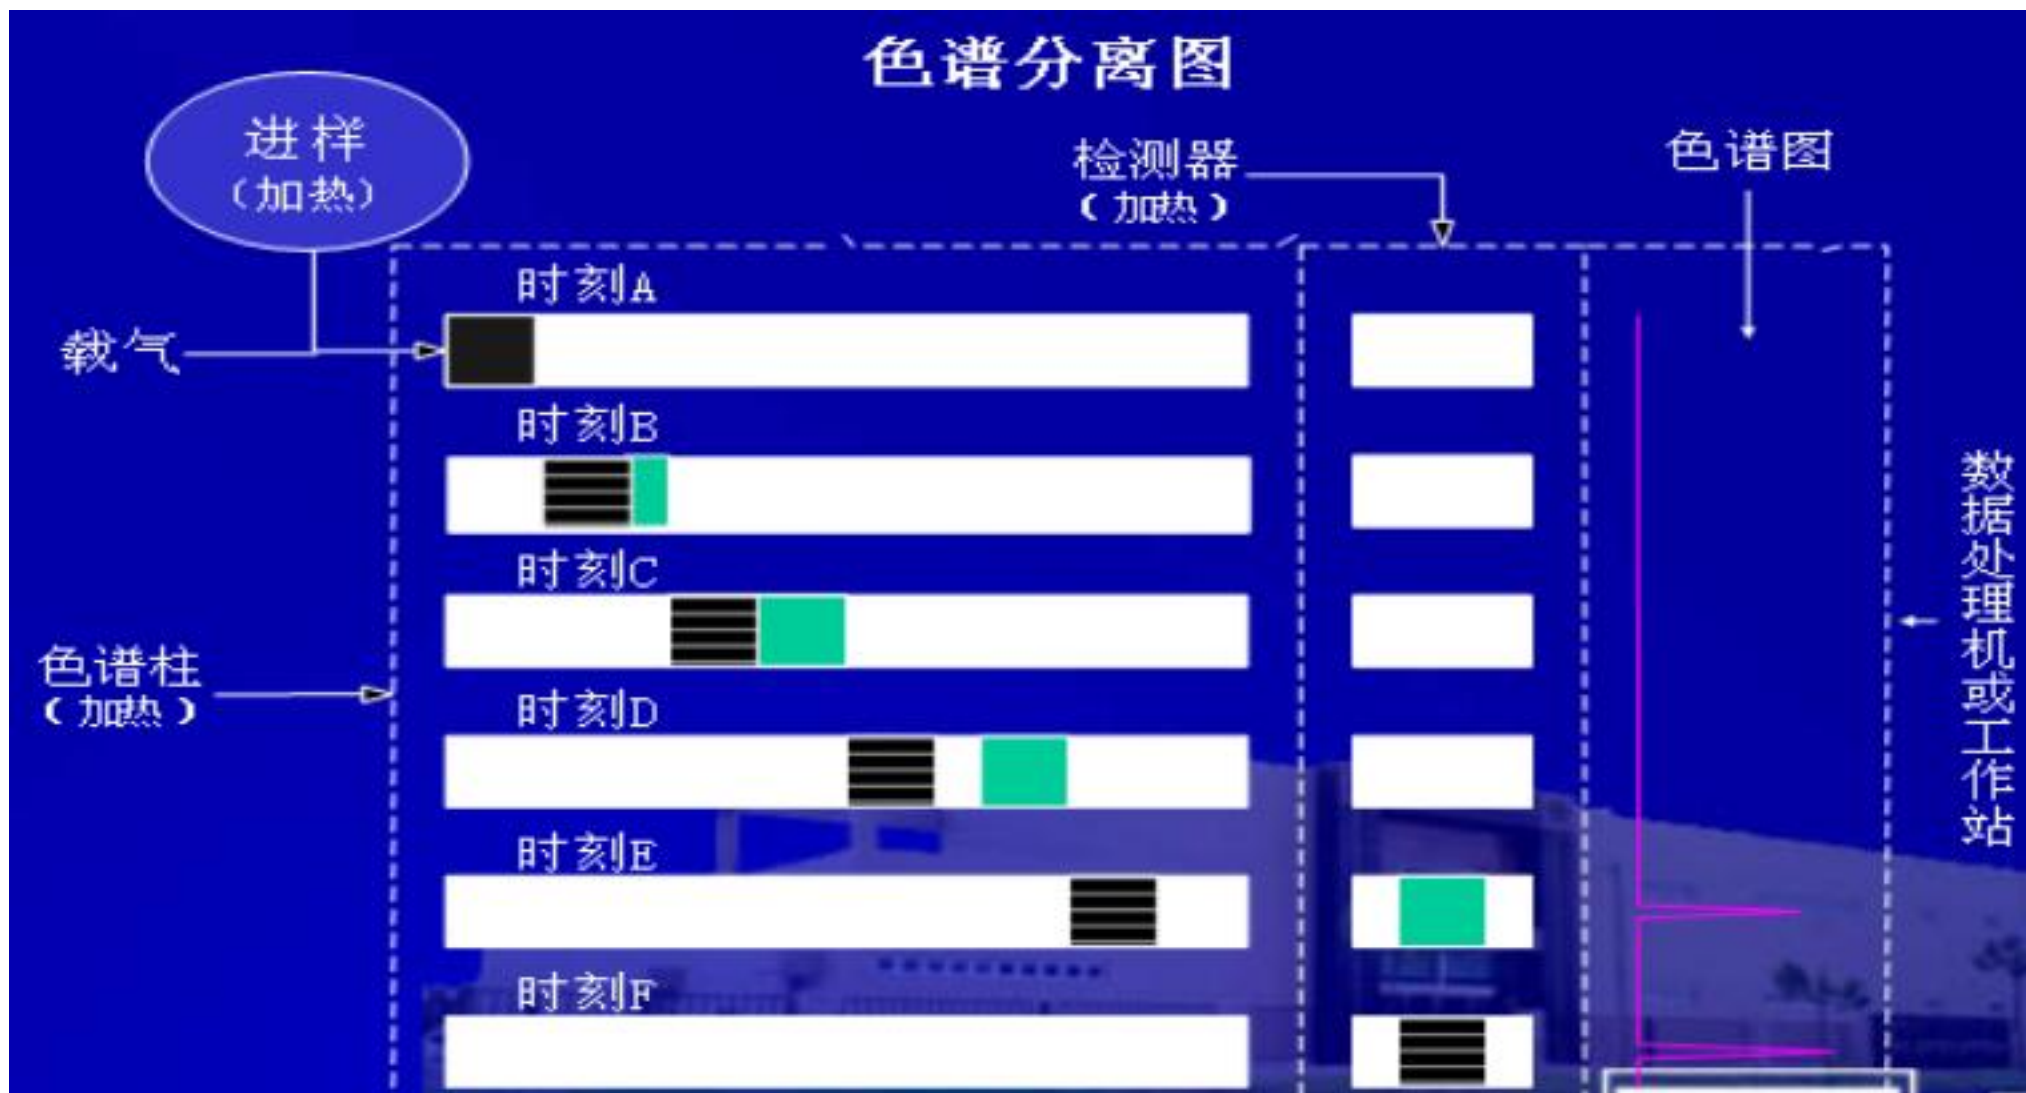 色谱分离图
进样
(加热)
检测器
(加热)
色谱图
时刻A
载气
时刻B
时刻C
色谱柱
(加热)
时刻D
时刻E
时刻F
数据处理机或工作站